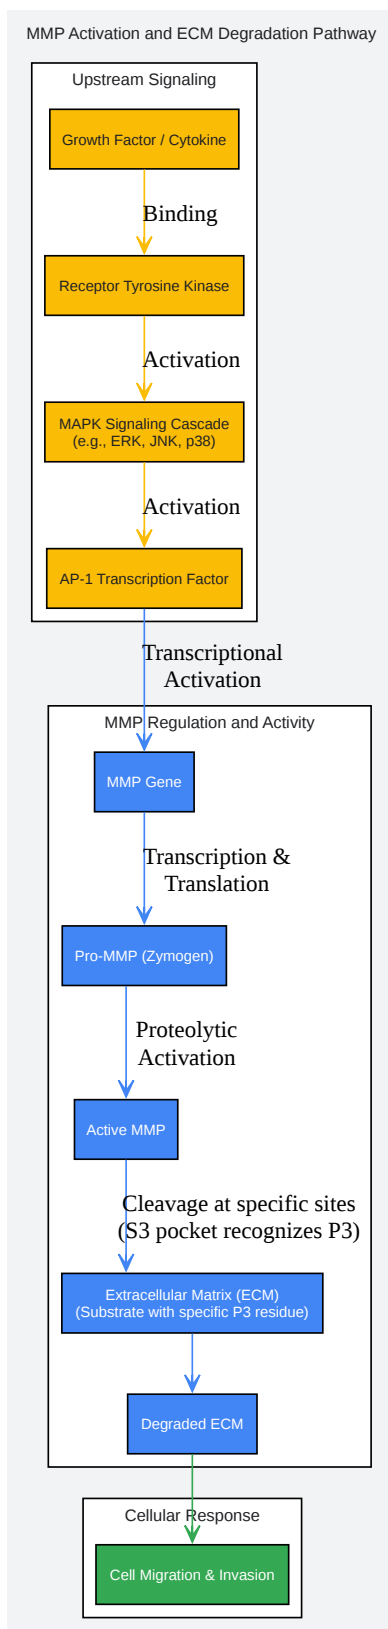 MMP Activation and ECM Degradation Pathway
Upstream Signaling
Growth Factor / Cytokine
Binding
Receptor Tyrosine Kinase
Activation
MAPK Signaling Cascade
(e.g., ERK, JNK, p38)
Activation
AP-1 Transcription Factor
Transcriptional
Activation
MMP Regulation and Activity
MMP Gene
Transcription &
Translation
Pro-MMP (Zymogen)
Proteolytic
Activation
Active MMP
Cleavage at specific sites
(S3 pocket recognizes P3)
Extracellular Matrix (ECM)
(Substrate with specific P3 residue)
Degraded ECM
Cellular Response
Cell Migration & Invasion